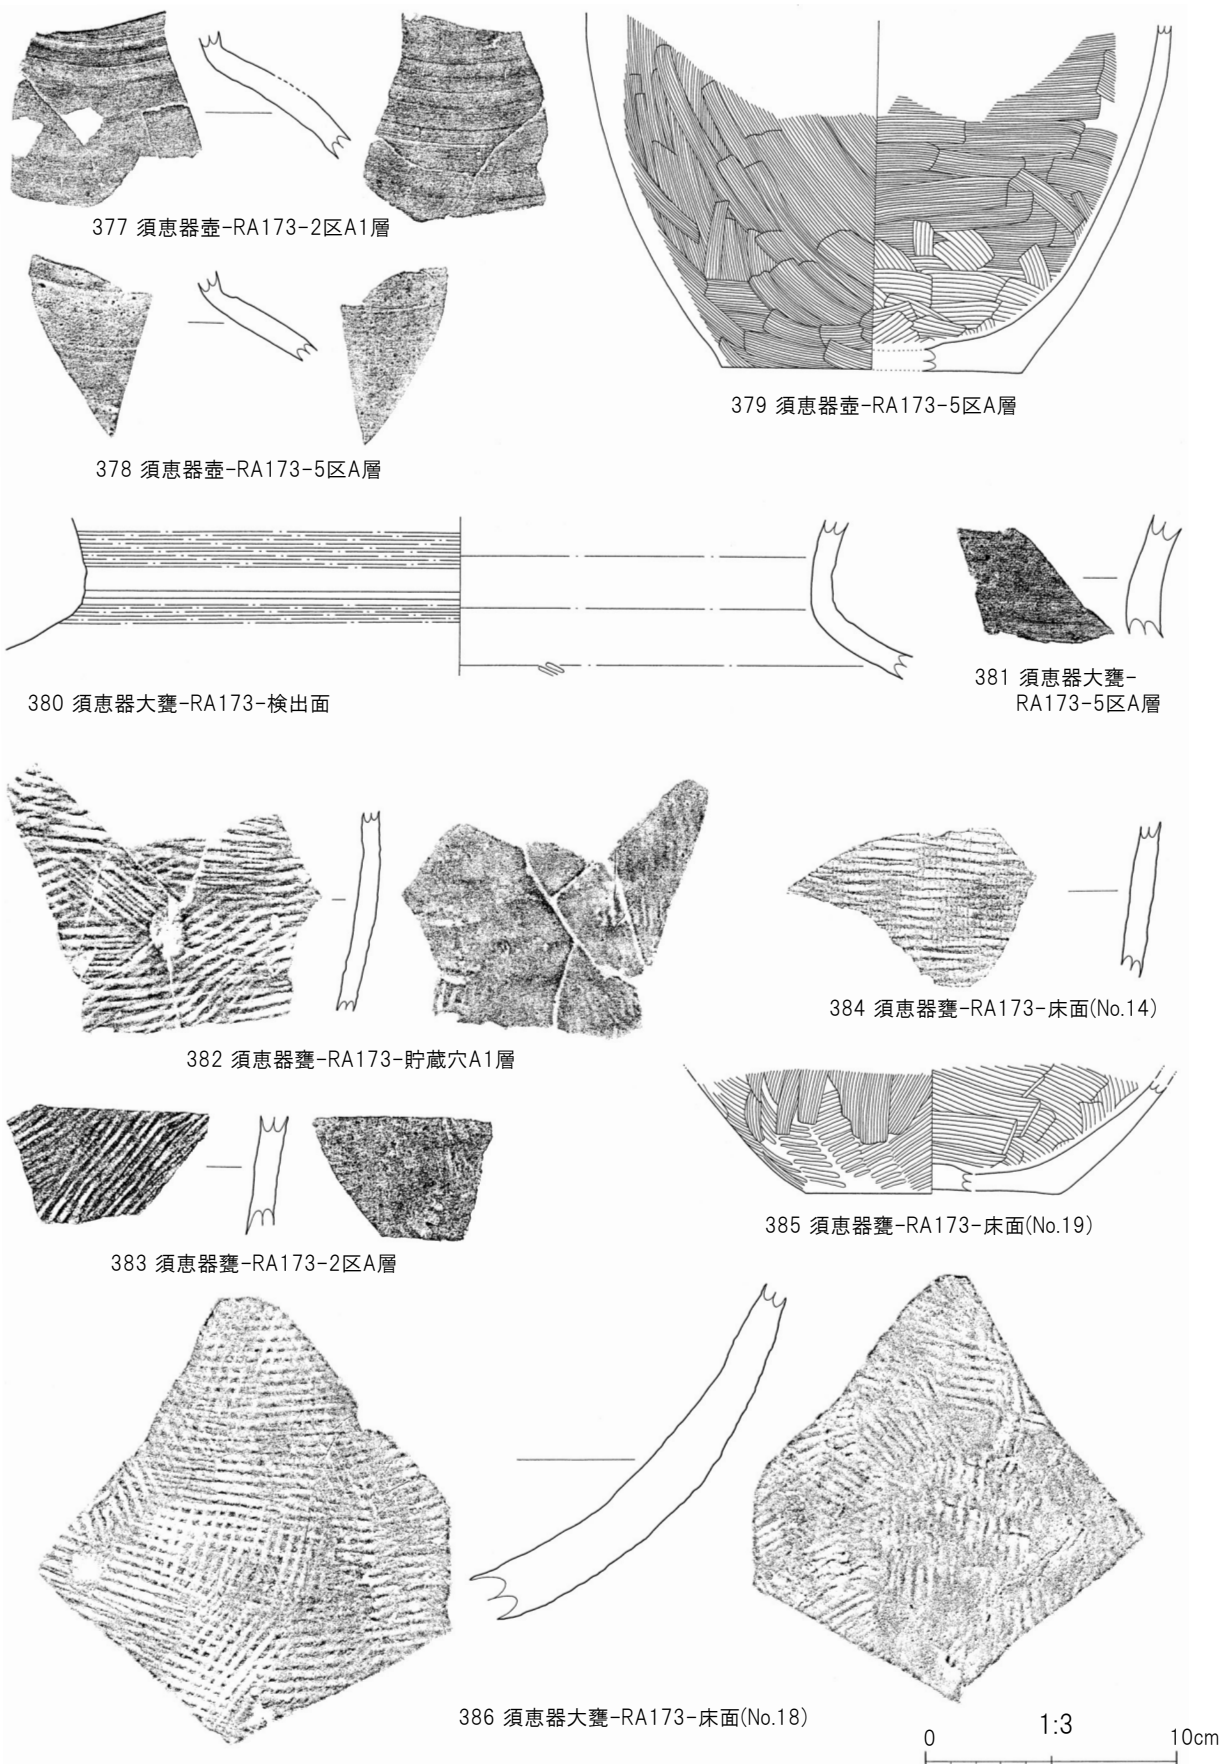 377 須恵器壺-RA173-2区A1層
378 須恵器壺-RA173-5区A層
379 須恵器壺-RA173-5区A層
380 須恵器大甕-RA173-検出面
381 須恵器大甕-
RA173-5区A層
382 須恵器甕-RA173-貯蔵穴A1層
384 須恵器甕-RA173-床面(No.14)
383 須恵器甕-RA173-2区A層
385 須恵器甕-RA173-床面(No.19)
386 須恵器大甕-RA173-床面(No.18)
1:3
0 10cm